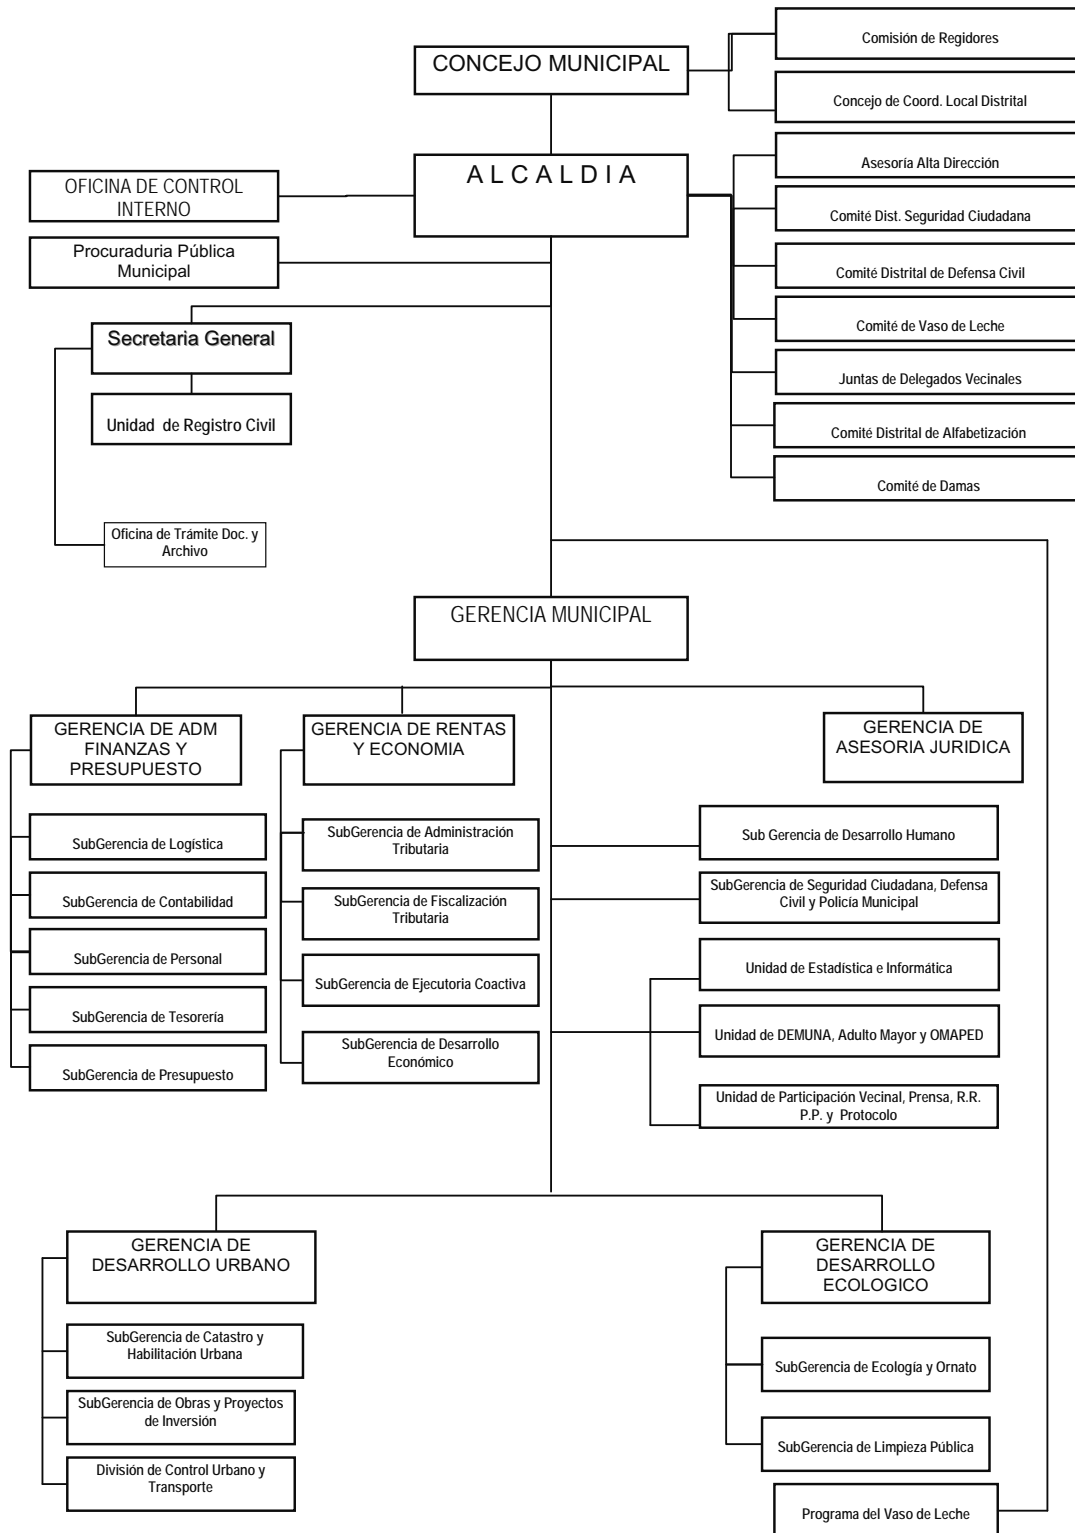 CONCEJO MUNICIPAL
Comisión de Regidores
Concejo de Coord. Local Distrital
A L C A L D I A
OFICINA DE CONTROL
INTERNO
Procuraduria Pública
Municipal
Asesoría Alta Dirección
Comité Dist. Seguridad Ciudadana
Comité Distrital de Defensa Civil
Comité de Vaso de Leche
Juntas de Delegados Vecinales
Comité Distrital de Alfabetización
Comité de Damas
Secretaria General
Unidad de Registro Civil
Oficina de Trámite Doc. y
Archivo
GERENCIA MUNICIPAL
GERENCIA DE ADM
FINANZAS Y
PRESUPUESTO
SubGerencia de Logística
SubGerencia de Contabilidad
SubGerencia de Personal
SubGerencia de Tesorería
SubGerencia de Presupuesto
GERENCIA DE RENTAS
Y ECONOMIA
SubGerencia de Administración
Tributaria
SubGerencia de Fiscalización
Tributaria
SubGerencia de Ejecutoria Coactiva
SubGerencia de Desarrollo
Económico
GERENCIA DE
ASESORIA JURIDICA
Sub Gerencia de Desarrollo Humano
SubGerencia de Seguridad Ciudadana, Defensa
Civil y Policía Municipal
Unidad de Estadística e Informática
Unidad de DEMUNA, Adulto Mayor y OMAPED
Unidad de Participación Vecinal, Prensa, R.R.
P.P. y Protocolo
GERENCIA DE
DESARROLLO URBANO
SubGerencia de Catastro y
Habilitación Urbana
SubGerencia de Obras y Proyectos
de Inversión
División de Control Urbano y
Transporte
GERENCIA DE
DESARROLLO
ECOLOGICO
SubGerencia de Ecología y Ornato
SubGerencia de Limpieza Pública
Programa del Vaso de Leche